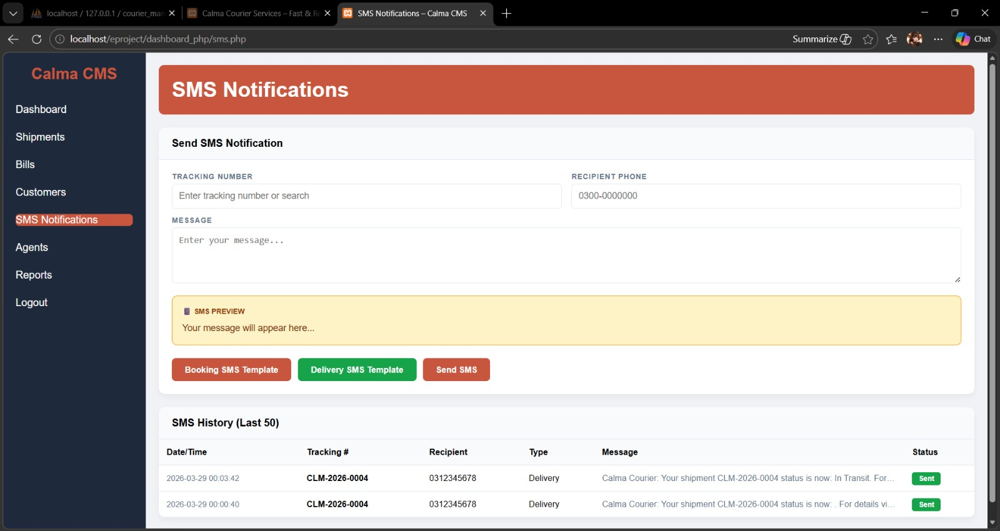 localhost / 127.0.0.1 / courier_man
Calma Courier Services – Fast & Re
SMS Notifications – Calma CMS
localhost/eproject/dashboard_php/sms.php
Summarize
Chat
Calma CMS
Dashboard
Shipments
Bills
Customers
SMS Notifications
Agents
Reports
Logout
SMS Notifications
Send SMS Notification
TRACKING NUMBER
RECIPIENT PHONE
Enter tracking number or search
0300-0000000
MESSAGE
Enter your message...
SMS PREVIEW
Your message will appear here...
Booking SMS Template
Delivery SMS Template
Send SMS
SMS History (Last 50)
Date/Time Tracking # Recipient Type Message Status
2026-03-29 00:03:42 CLM-2026-0004 0312345678 Delivery Calma Courier: Your shipment CLM-2026-0004 status is now: In Transit. For... Sent
2026-03-29 00:00:40 CLM-2026-0004 0312345678 Delivery Calma Courier: Your shipment CLM-2026-0004 status is now: . For details vi... Sent